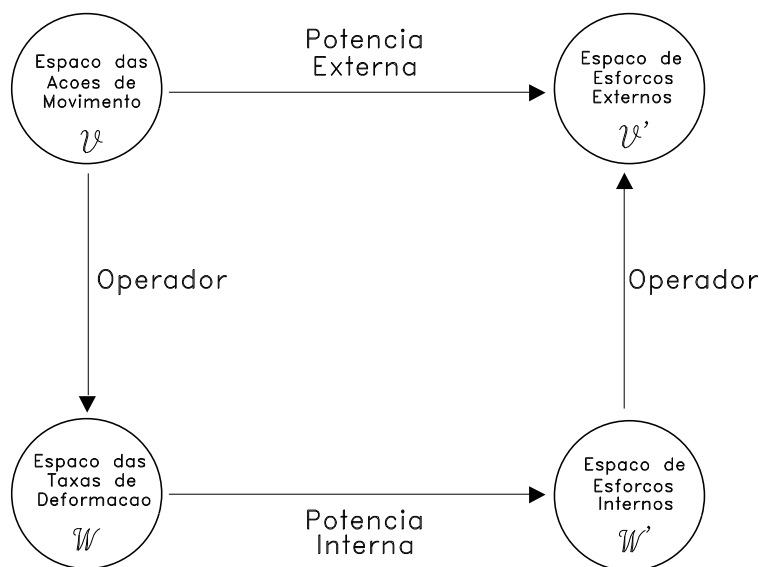 Espaco das
Acoes de
Movimento
𝒱
Potencia
Externa
Espaco de
Esforcos
Externos
𝒱'
Operador
Operador
Espaco das
Taxas de
Deformacao
𝒲
Potencia
Interna
Espaco de
Esforcos
Internos
𝒲'